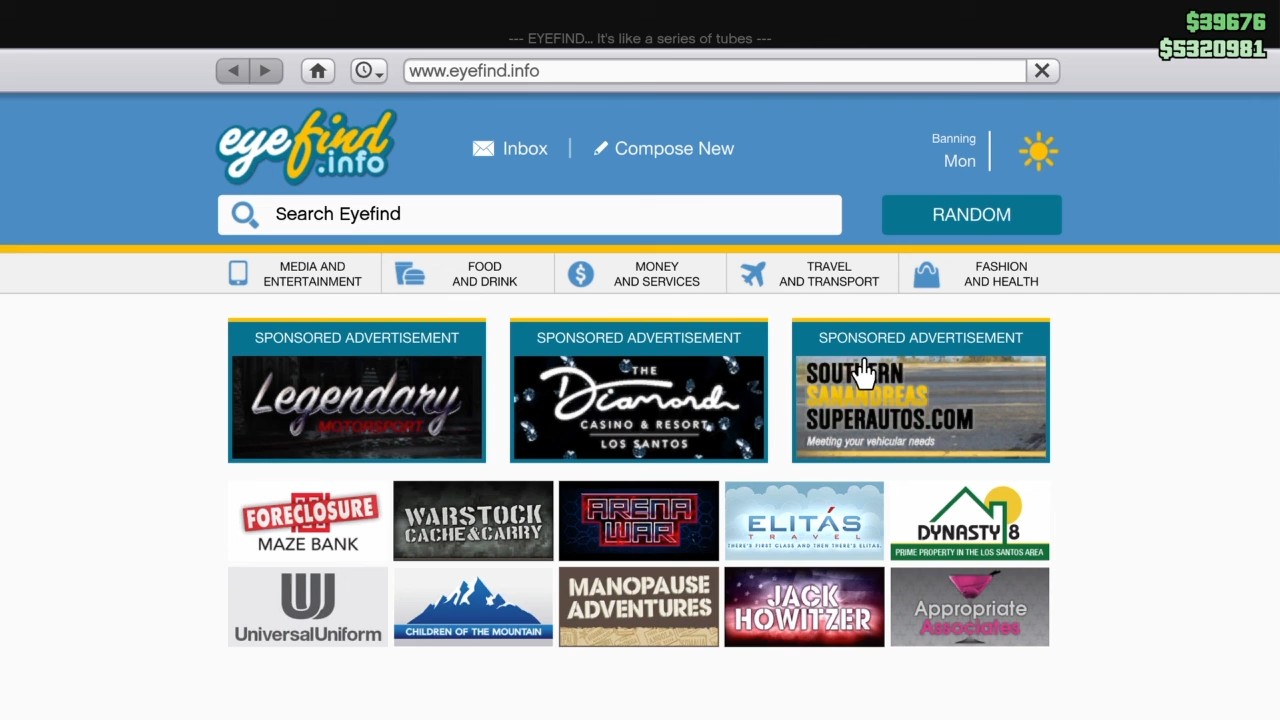 $39676
--- EYEFIND... It's like a series of tubes ---
$5320981
www.eyefind.info
eyefind
.info
Inbox
Compose New
Banning
Mon
Search Eyefind
RANDOM
MEDIA AND
ENTERTAINMENT
FOOD
AND DRINK
MONEY
AND SERVICES
TRAVEL
AND TRANSPORT
FASHION
AND HEALTH
SPONSORED ADVERTISEMENT
Legendary
MOTORSPORT
SPONSORED ADVERTISEMENT
THE
Diamond
CASINO & RESORT
LOS SANTOS
SPONSORED ADVERTISEMENT
SOUTHERN
SAN ANDREAS
SUPERAUTOS.COM
Meeting your vehicular needs
FORECLOSURE
MAZE BANK
WARSTOCK
CACHE&CARRY
ARENA
WAR
ELITÁS
TRAVEL
THERE'S FIRST CLASS AND THEN THERE'S ELITAS.
DYNASTY 8
PRIME PROPERTY IN THE LOS SANTOS AREA
UU
UniversalUniform
CHILDREN OF THE MOUNTAIN
MANOPAUSE
ADVENTURES
JACK
HOWITZER
Appropriate
Associates